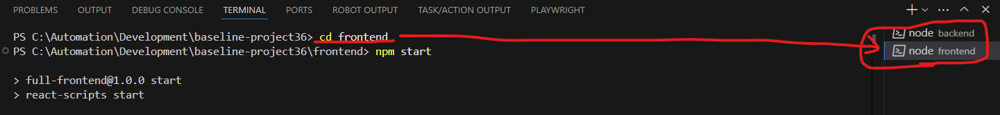 PROBLEMS OUTPUT DEBUG CONSOLE TERMINAL PORTS ROBOT OUTPUT TASK/ACTION OUTPUT PLAYWRIGHT
PS C:\Automation\Development\baseline-project36> cd frontend
PS C:\Automation\Development\baseline-project36\frontend> npm start
> full-frontend@1.0.0 start
> react-scripts start
node backend
node frontend